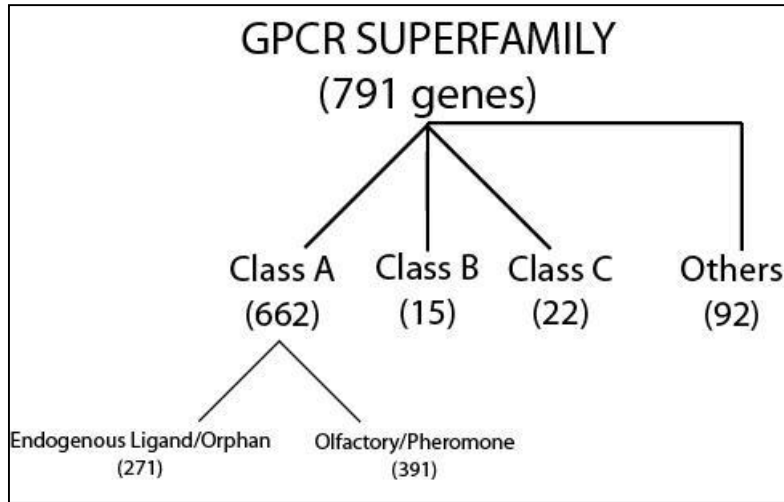 GPCR SUPERFAMILY
(791 genes)
Class A
(662)
Class B
(15)
Class C
(22)
Others
(92)
Endogenous Ligand/Orphan
(271)
Olfactory/Pheromone
(391)